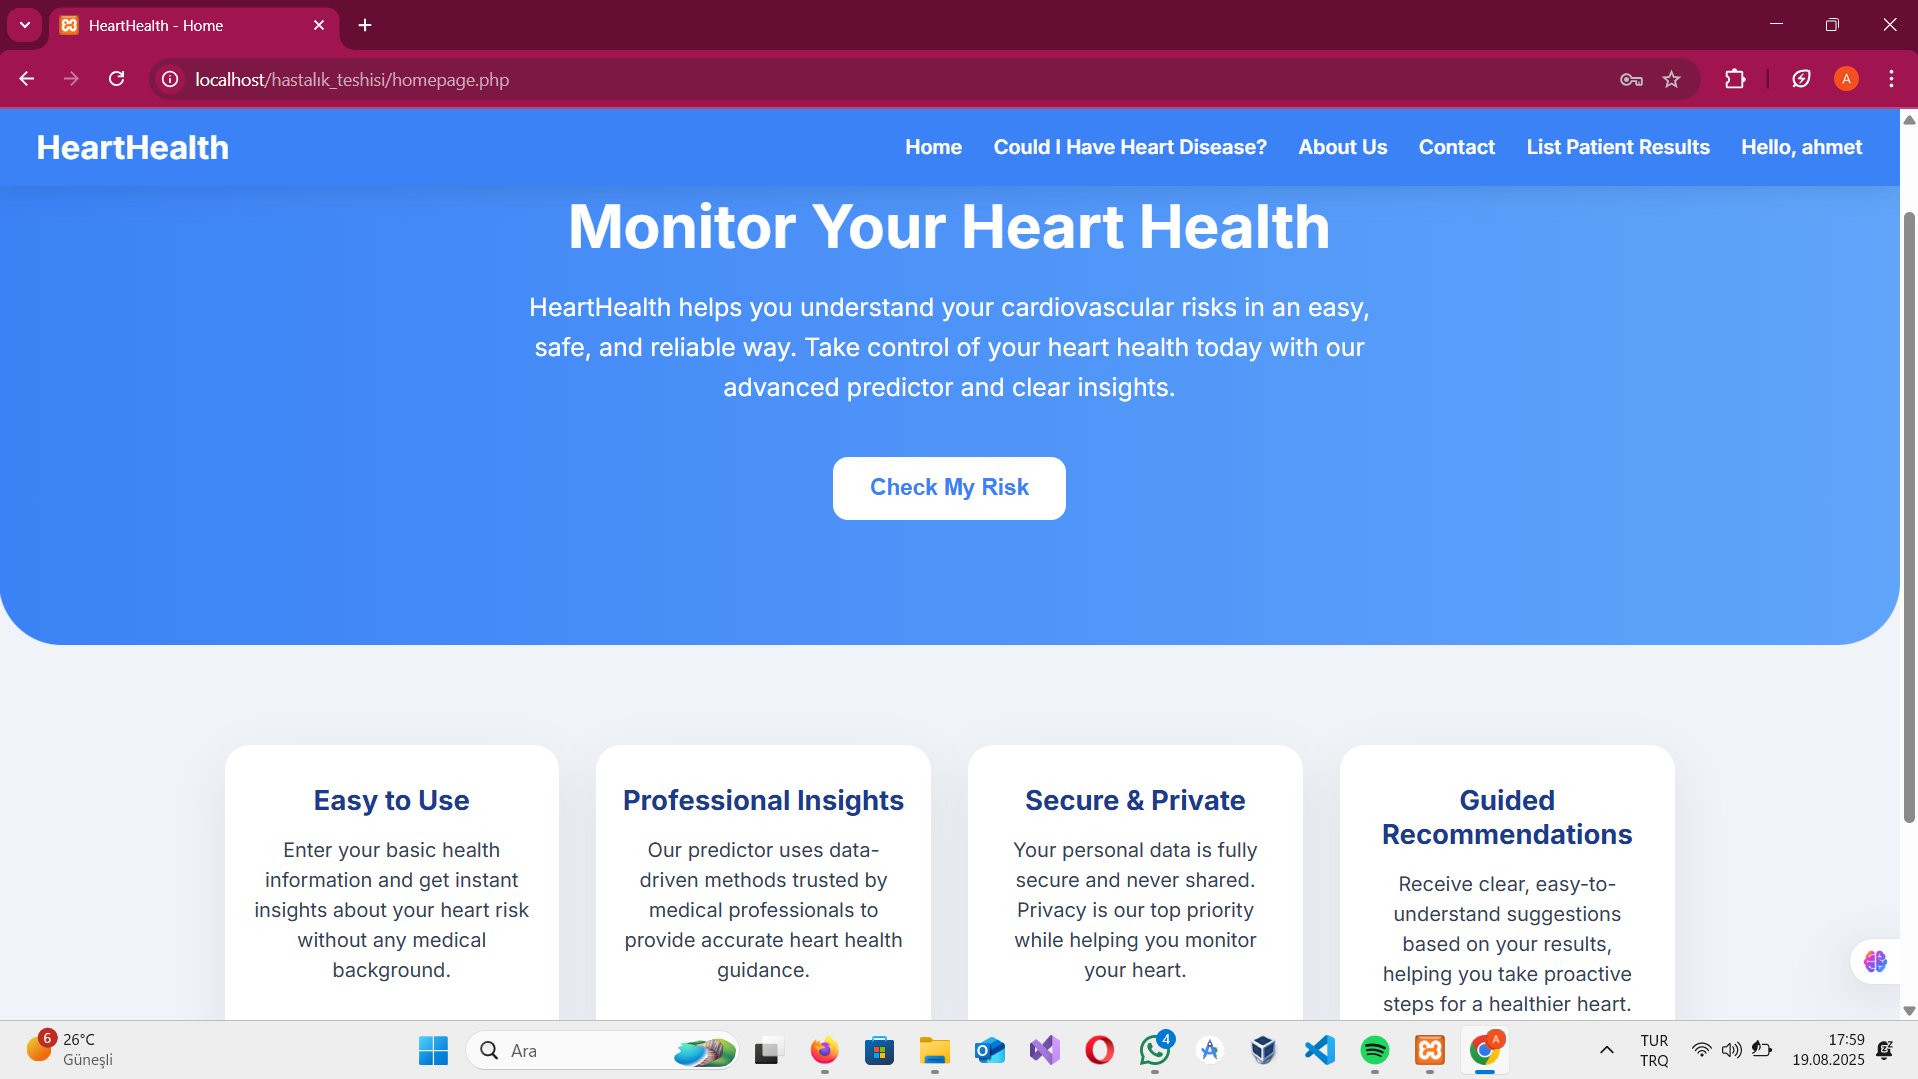 HeartHealth - Home
localhost/hastalık_teshisi/homepage.php
A
HeartHealth
Home
Could I Have Heart Disease?
About Us
Contact
List Patient Results
Hello, ahmet
Monitor Your Heart Health
HeartHealth helps you understand your cardiovascular risks in an easy,
safe, and reliable way. Take control of your heart health today with our
advanced predictor and clear insights.
Check My Risk
Easy to Use
Enter your basic health
information and get instant
insights about your heart risk
without any medical
background.
Professional Insights
Our predictor uses data-
driven methods trusted by
medical professionals to
provide accurate heart health
guidance.
Secure & Private
Your personal data is fully
secure and never shared.
Privacy is our top priority
while helping you monitor
your heart.
Guided
Recommendations
Receive clear, easy-to-
understand suggestions
based on your results,
helping you take proactive
steps for a healthier heart.
6
26°C
Güneşli
Ara
4
A
TUR
TRQ
17:59
19.08.2025